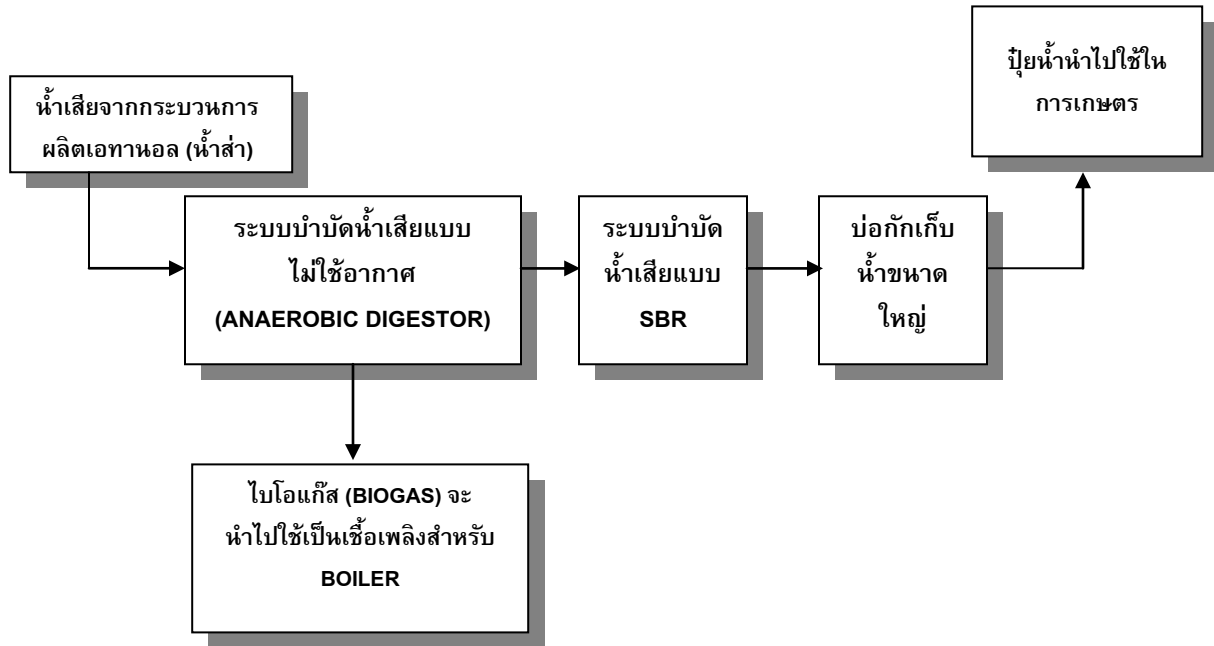 น้ำเสียจากกระบวนการ
ผลิตเอทานอล (น้ำส่า)
ระบบบำบัดน้ำเสียแบบ
ไม่ใช้อากาศ
(ANAEROBIC DIGESTOR)
ระบบบำบัด
น้ำเสียแบบ
SBR
บ่อกักเก็บ
น้ำขนาด
ใหญ่
ปุ๋ยน้ำนำไปใช้ใน
การเกษตร
ไบโอแก๊ส (BIOGAS) จะ
นำไปใช้เป็นเชื้อเพลิงสำหรับ
BOILER